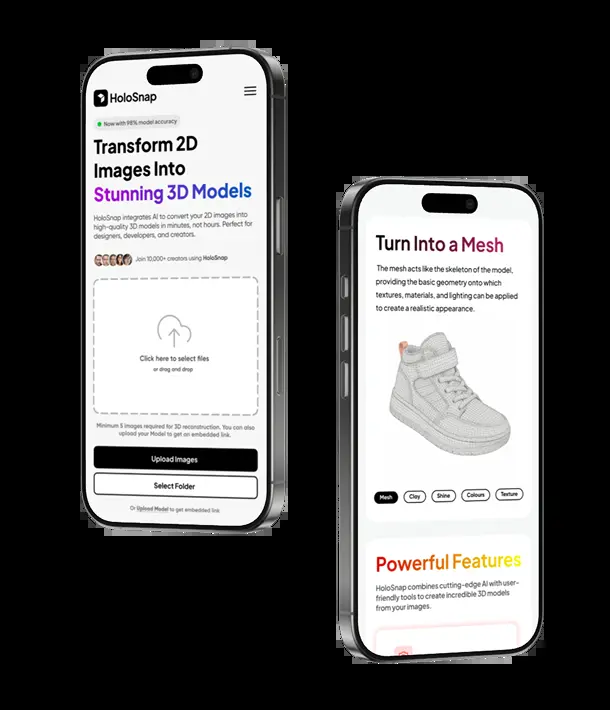 HoloSnap
Now with 98% model accuracy
Transform 2D
Images Into
Stunning 3D Models
HoloSnap integrates AI to convert your 2D images into
high-quality 3D models in minutes, not hours. Perfect for
designers, developers, and creators.
Join 10,000+ creators using HoloSnap
Click here to select files
or drag and drop
Minimum 5 images required for 3D reconstruction. You can also
upload your Model to get an embedded link.
Upload Images
Select Folder
Or Upload Model to get embedded link
Turn Into a Mesh
The mesh acts like the skeleton of the model,
providing the basic geometry onto which
textures, materials, and lighting can be applied
to create a realistic appearance.
Mesh
Clay
Shine
Colours
Texture
Powerful Features
HoloSnap combines cutting-edge AI with user-
friendly tools to create incredible 3D models
from your images.